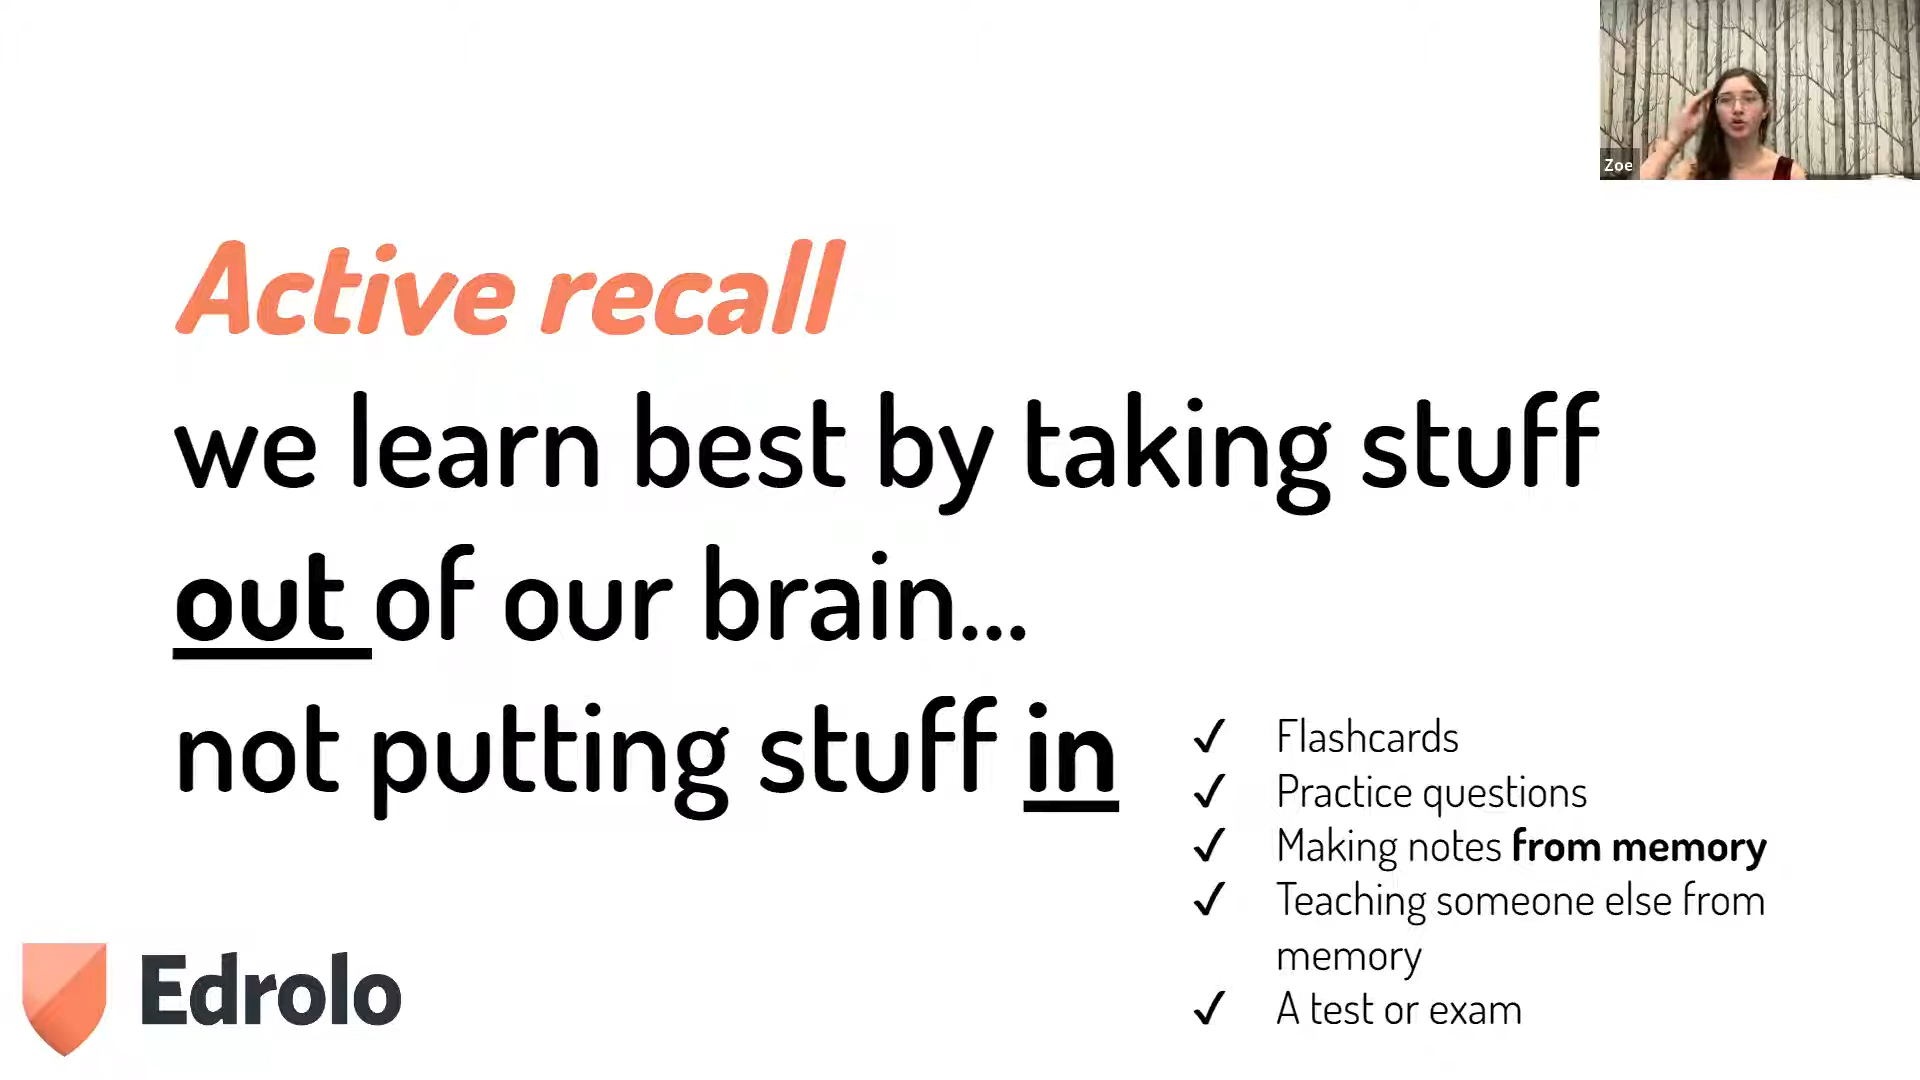 Zoe
Active recall
we learn best by taking stuff
out of our brain...
not putting stuff in
✓ Flashcards
✓ Practice questions
✓ Making notes from memory
✓ Teaching someone else from
memory
✓ A test or exam
Edrolo